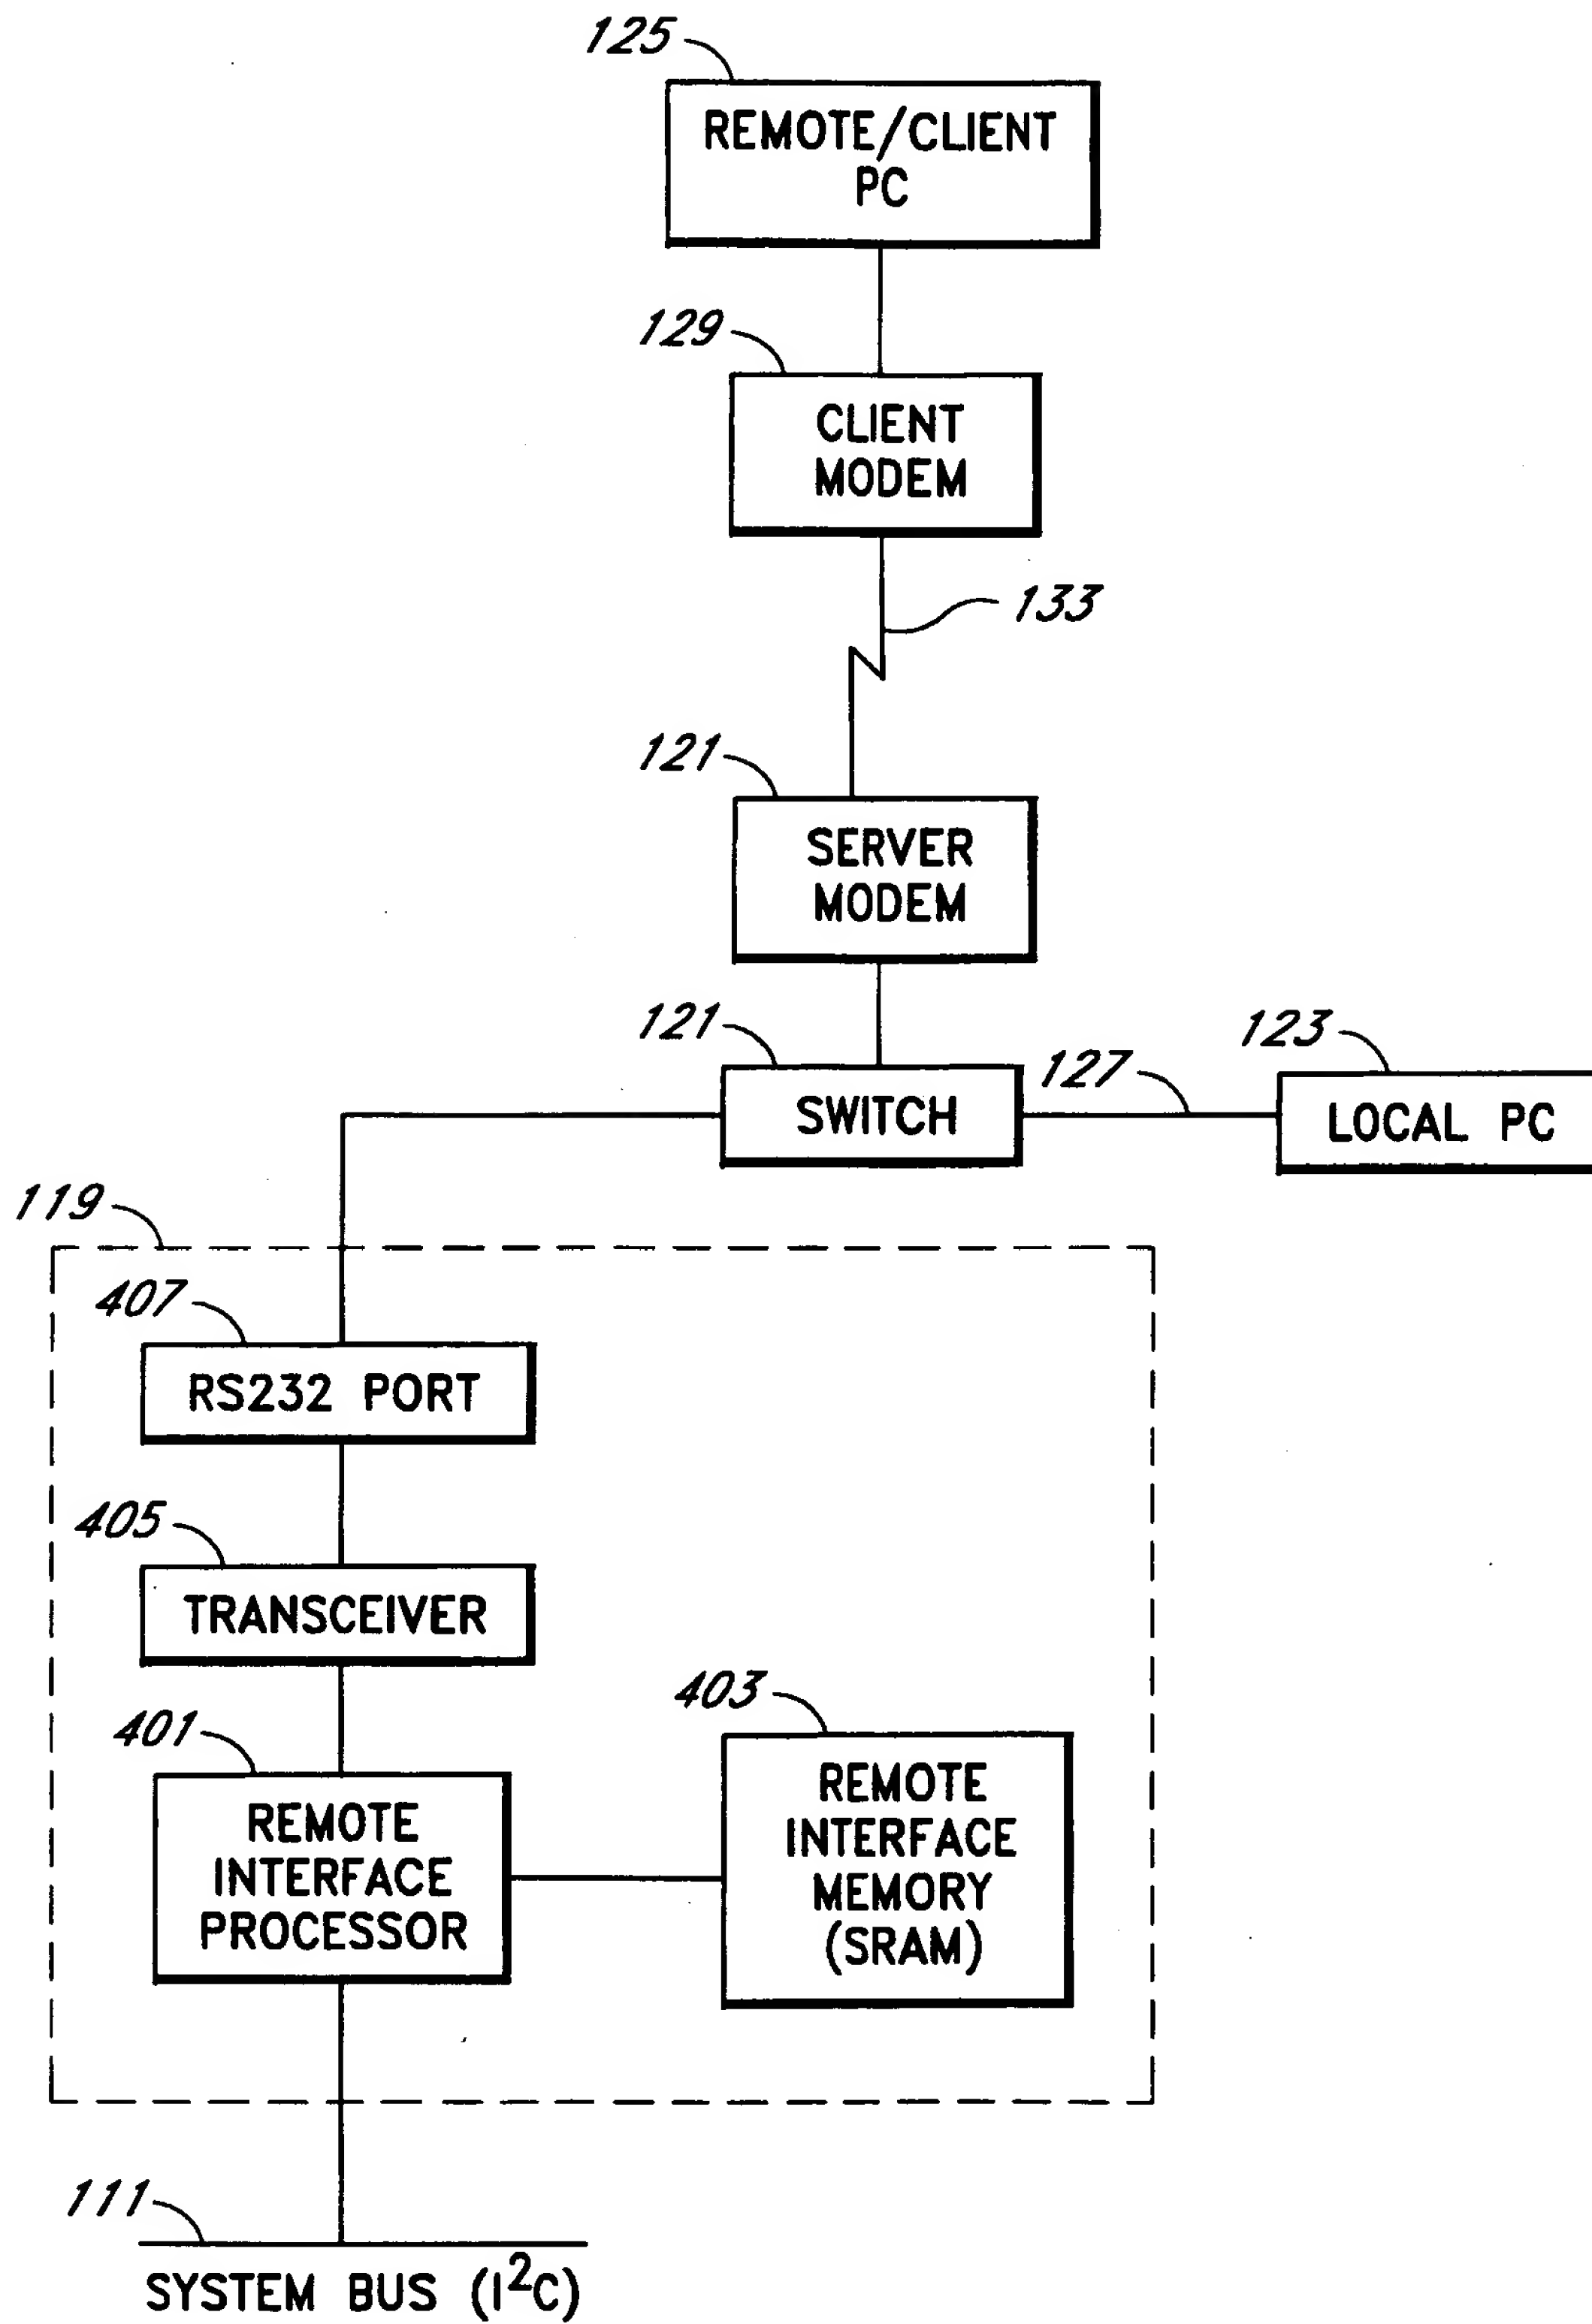 125
REMOTE/CLIENT
PC
129
CLIENT
MODEM
133
121
SERVER
MODEM
121
SWITCH
127
123
LOCAL PC
119
407
RS232 PORT
405
TRANSCEIVER
401
REMOTE
INTERFACE
PROCESSOR
403
REMOTE
INTERFACE
MEMORY
(SRAM)
111
SYSTEM BUS (I²C)